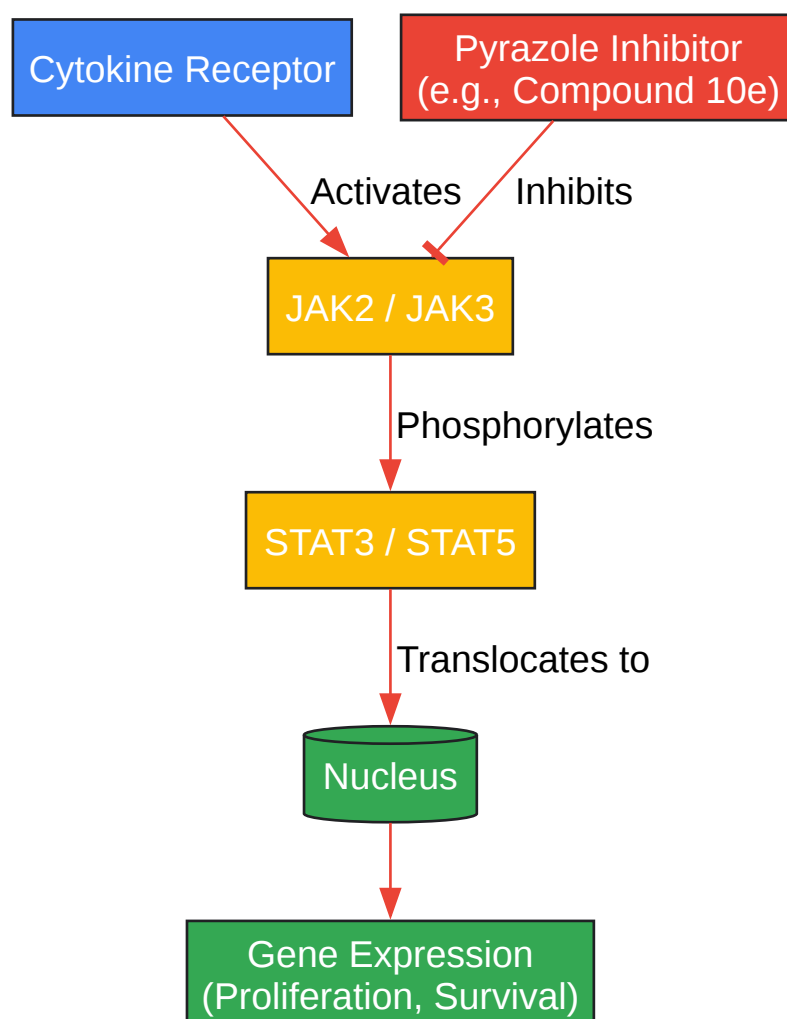 Cytokine Receptor
Pyrazole Inhibitor
(e.g., Compound 10e)
Activates
Inhibits
JAK2 / JAK3
Phosphorylates
STAT3 / STAT5
Translocates to
Nucleus
Gene Expression
(Proliferation, Survival)